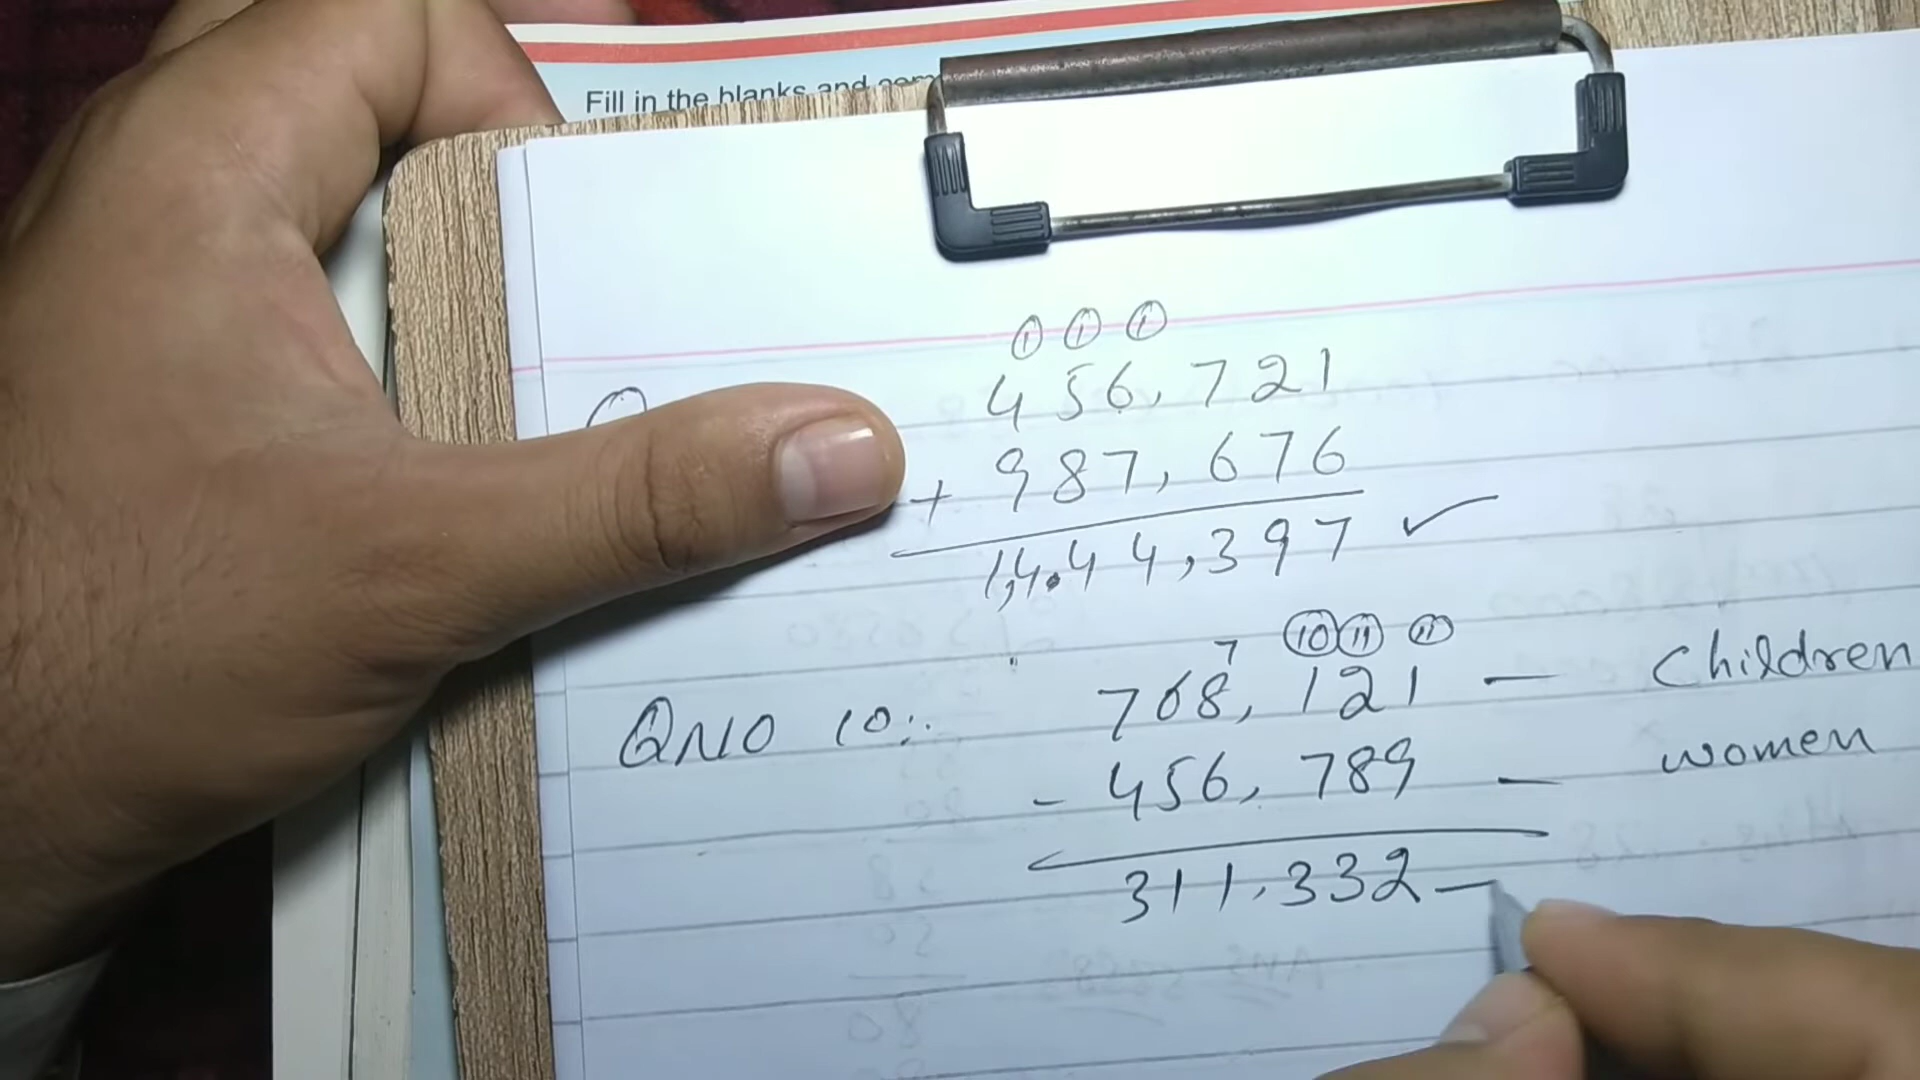 Fill in the blanks and
① ① ①
456,721
+ 987,676
1,444,397 ✓
7 ⑩ ⑪ ⑪
QNO 10:. 768,121 — Children
- 456,789 — women
311,332 —